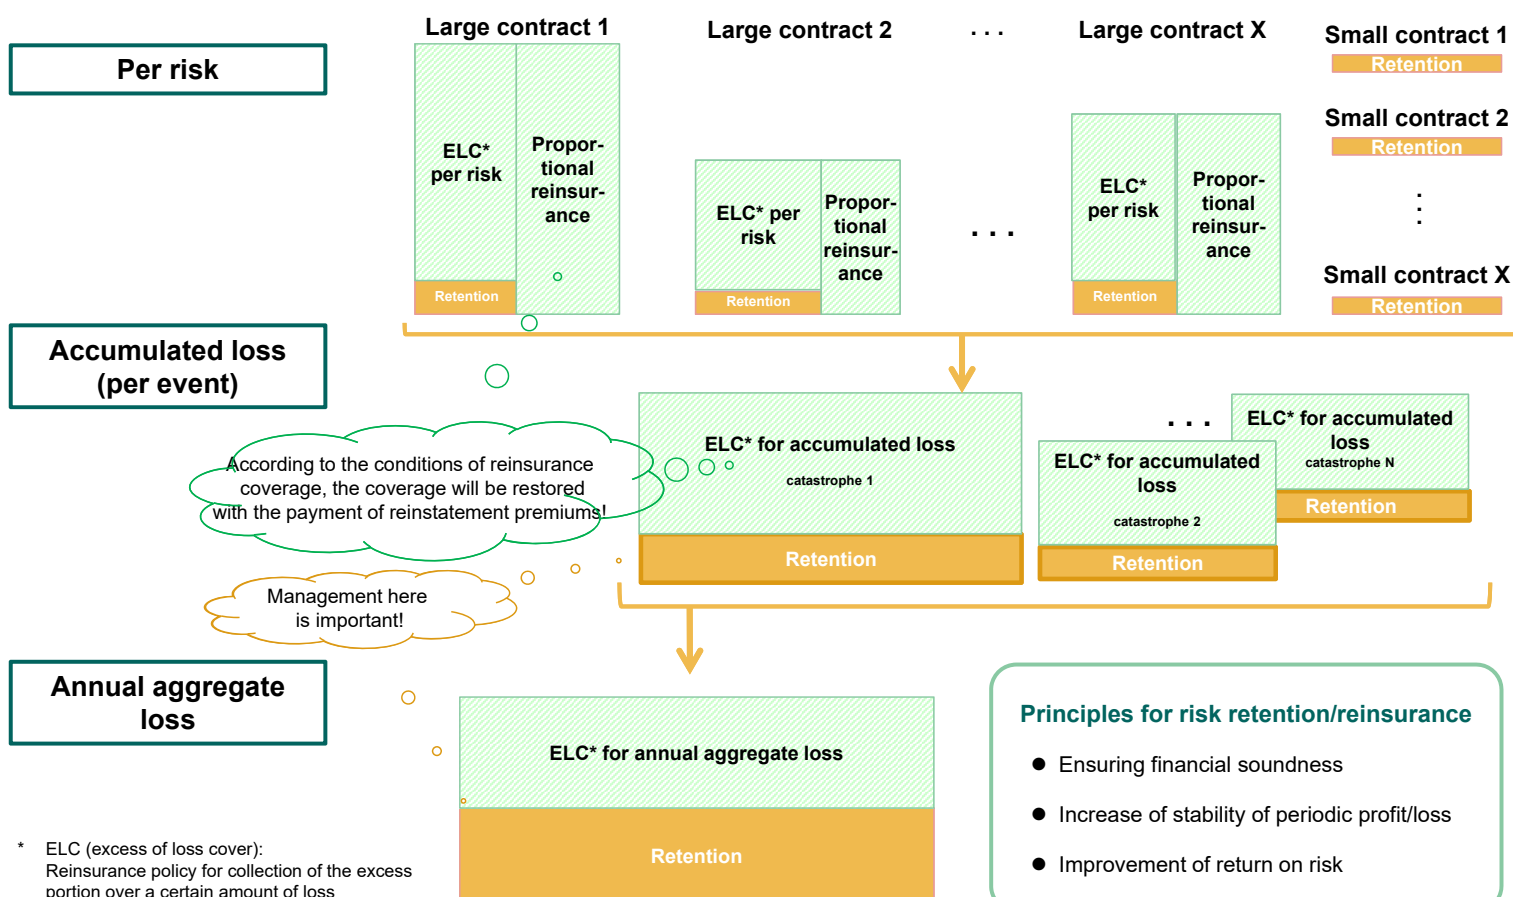 Large contract 1
Large contract 2
. . .
Large contract X
Small contract 1
Retention
Per risk
Small contract 2
Retention
ELC*
per risk
Propor-
tional
reinsur-
ance
ELC* per
risk
Propor-
tional
reinsur-
ance
. . .
ELC*
per risk
Propor-
tional
reinsur-
ance
Small contract X
Retention
Retention
Retention
Retention
Accumulated loss
(per event)
ELC* for accumulated loss
catastrophe 1
Retention
ELC* for accumulated
loss
catastrophe 2
Retention
. . .
ELC* for accumulated
loss
catastrophe N
Retention
According to the conditions of reinsurance
coverage, the coverage will be restored
with the payment of reinstatement premiums!
Management here
is important!
Annual aggregate
loss
ELC* for annual aggregate loss
Retention
Principles for risk retention/reinsurance
● Ensuring financial soundness
● Increase of stability of periodic profit/loss
● Improvement of return on risk
* ELC (excess of loss cover):
Reinsurance policy for collection of the excess
portion over a certain amount of loss